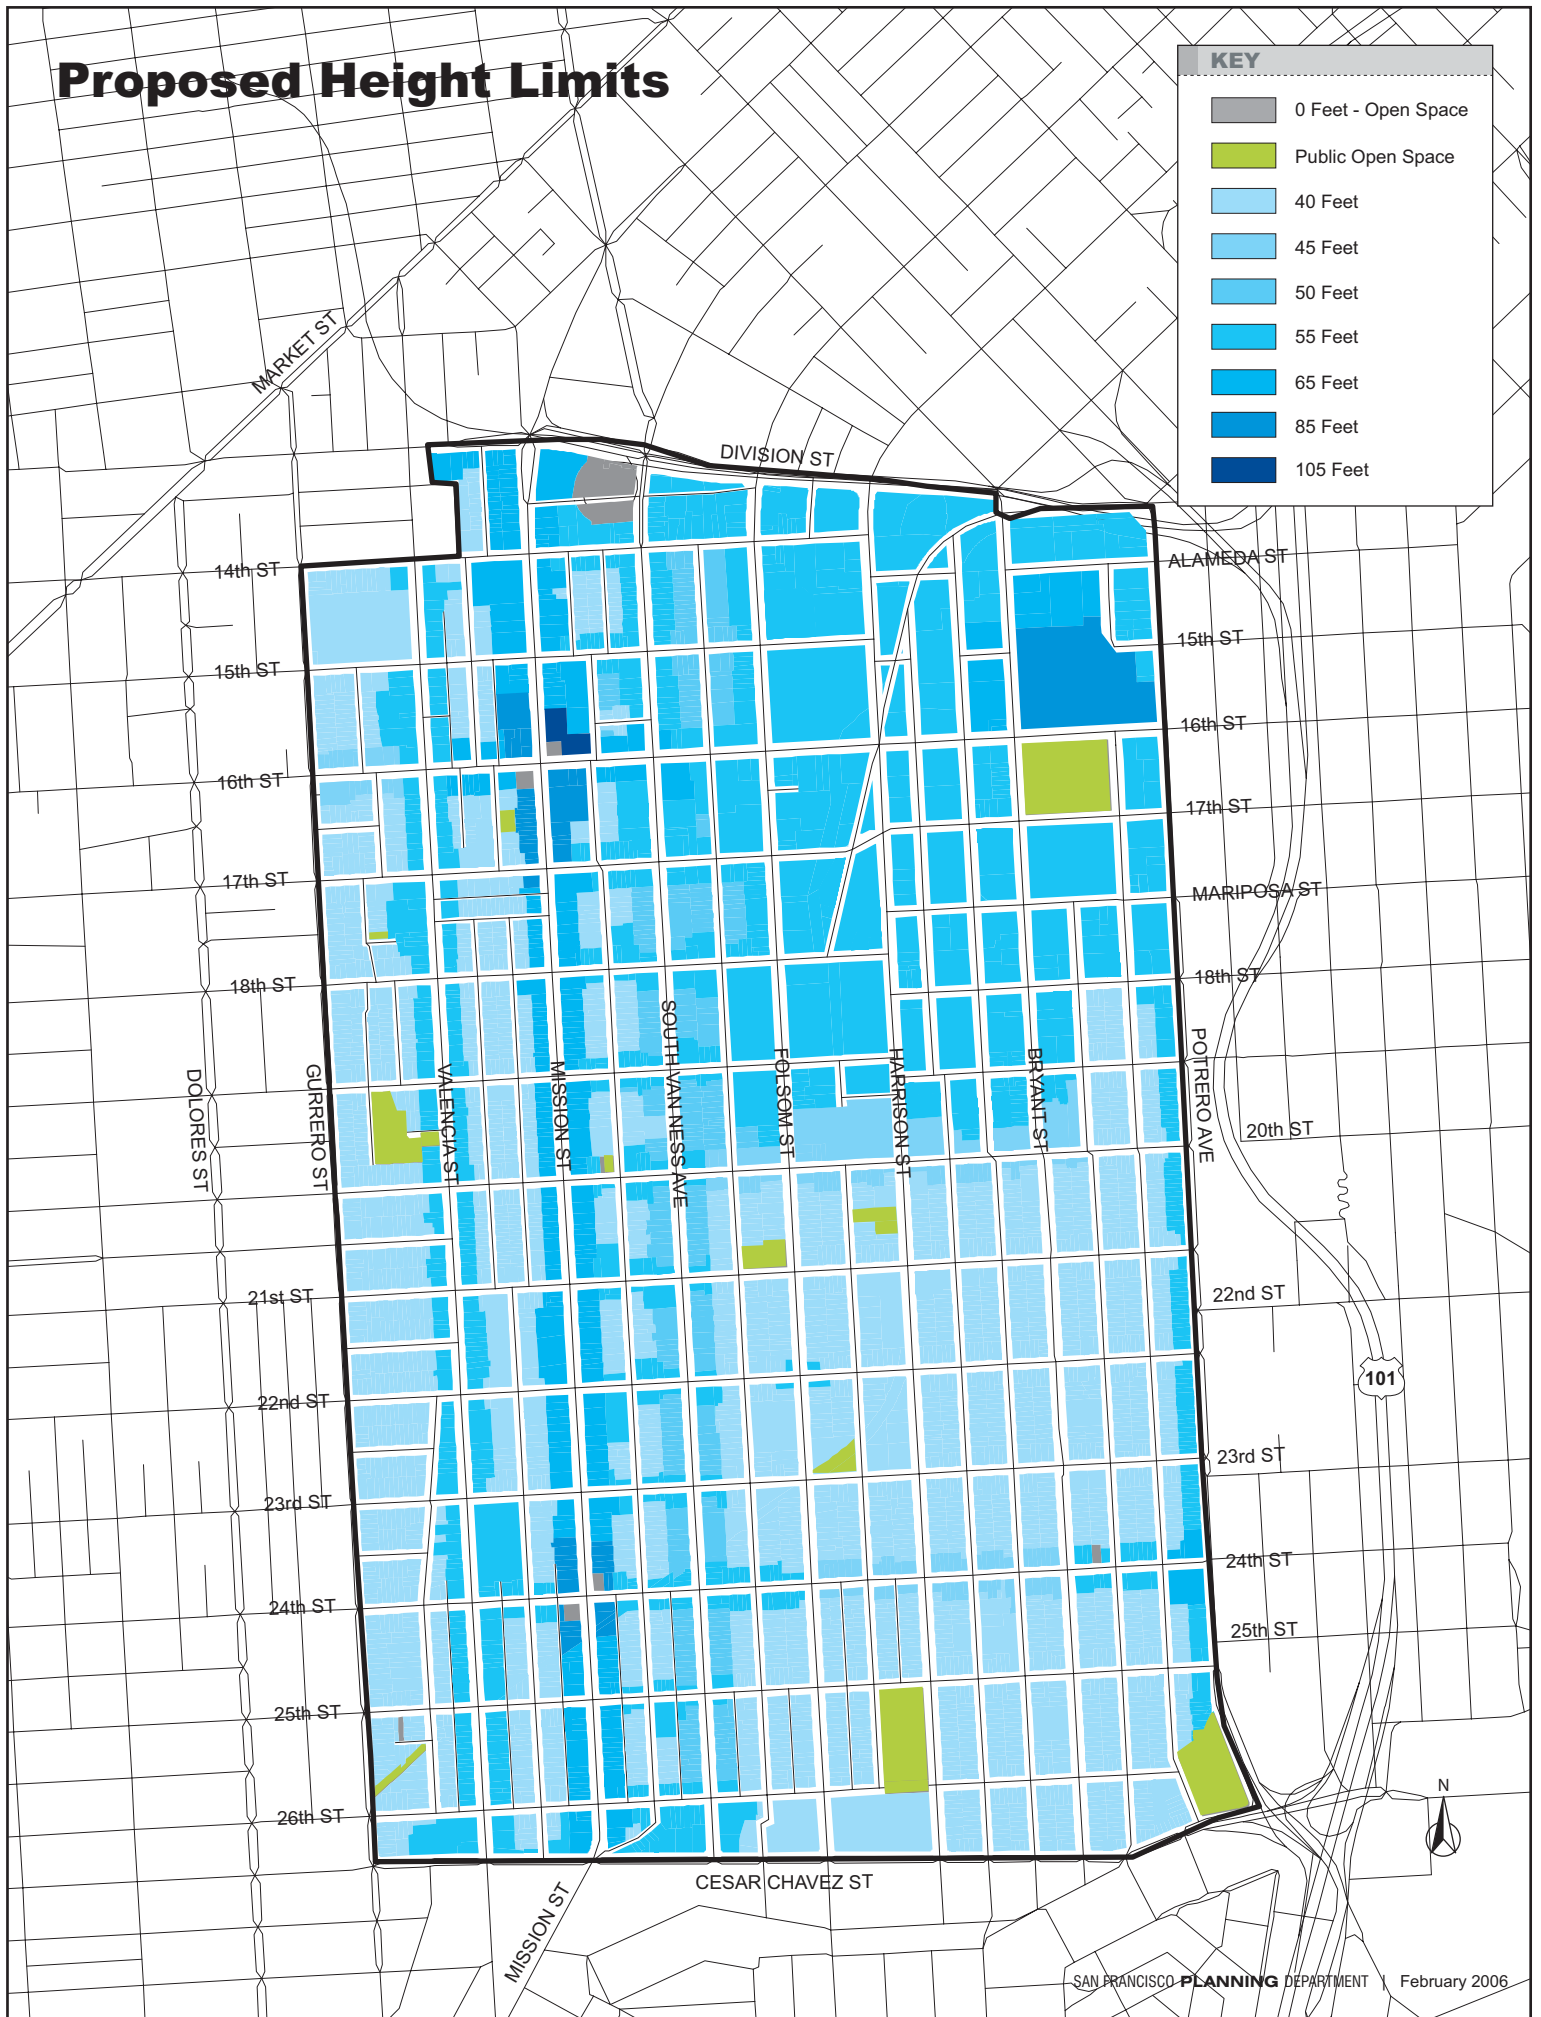 Proposed Height Limits
KEY
0 Feet - Open Space
Public Open Space
40 Feet
45 Feet
50 Feet
55 Feet
65 Feet
85 Feet
105 Feet
MARKET ST
DIVISION ST
14th ST
ALAMEDA ST
15th ST
15th ST
16th ST
16th ST
17th ST
17th ST
MARIPOSA ST
18th ST
18th ST
DOLORES ST
GURRERO ST
VALENCIA ST
MISSION ST
SOUTH VAN NESS AVE
FOLSOM ST
HARRISON ST
BRYANT ST
POTRERO AVE
20th ST
21st ST
22nd ST
22nd ST
101
23rd ST
23rd ST
24th ST
24th ST
25th ST
25th ST
26th ST
N
CESAR CHAVEZ ST
MISSION ST
SAN FRANCISCO PLANNING DEPARTMENT | February 2006